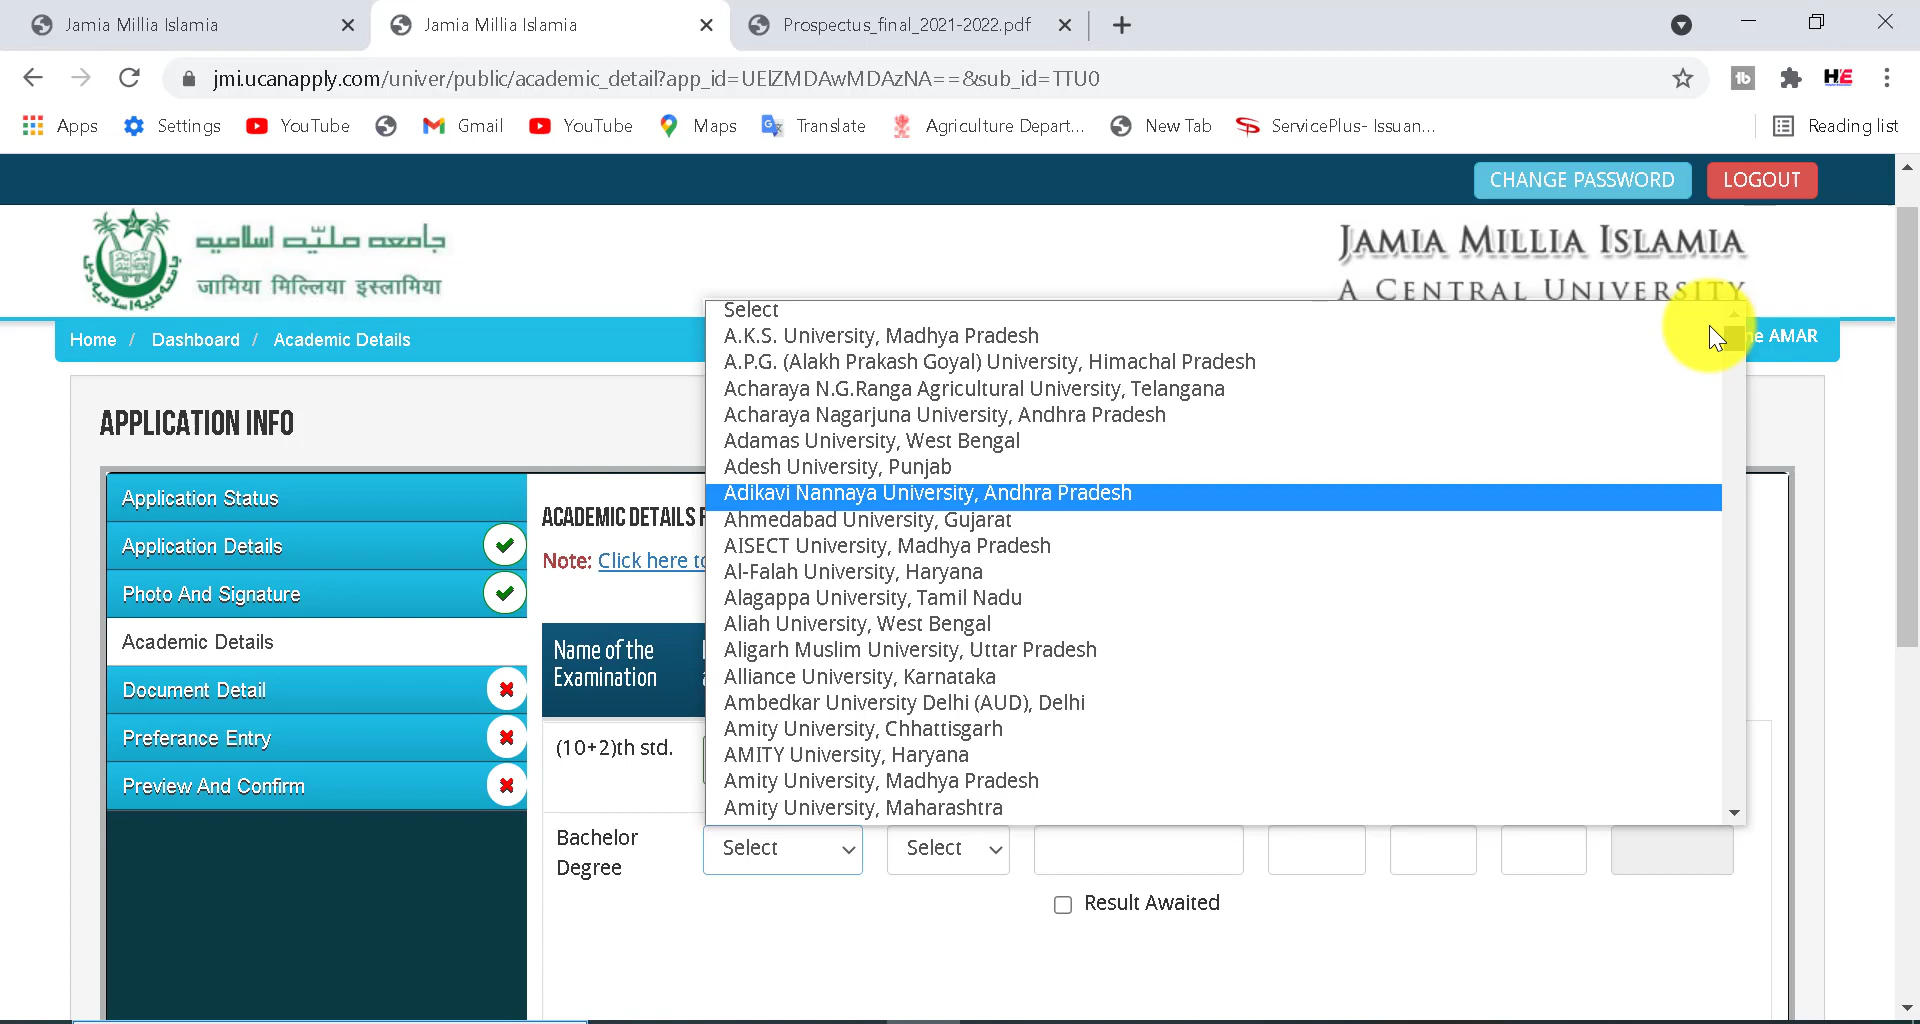 Jamia Millia Islamia
Jamia Millia Islamia
Prospectus_final_2021-2022.pdf
jmi.ucanapply.com/univer/public/academic_detail?app_id=UElZMDAwMDAzNA==&sub_id=TTU0
1b
H/E
Apps
Settings
YouTube
Gmail
YouTube
Maps
Translate
Agriculture Depart...
New Tab
ServicePlus- Issuan...
Reading list
CHANGE PASSWORD
LOGOUT
جامعه ملیّه اسلامیه
जामिया मिल्लिया इस्लामिया
JAMIA MILLIA ISLAMIA
A CENTRAL UNIVERSITY
Home / Dashboard / Academic Details
me AMAR
APPLICATION INFO
Application Status
Application Details
Photo And Signature
Academic Details
Document Detail
Preferance Entry
Preview And Confirm
ACADEMIC DETAILS
Note: Click here to
Name of the
Examination
(10+2)th std.
Bachelor
Degree
Select
A.K.S. University, Madhya Pradesh
A.P.G. (Alakh Prakash Goyal) University, Himachal Pradesh
Acharaya N.G.Ranga Agricultural University, Telangana
Acharaya Nagarjuna University, Andhra Pradesh
Adamas University, West Bengal
Adesh University, Punjab
Adikavi Nannaya University, Andhra Pradesh
Ahmedabad University, Gujarat
AISECT University, Madhya Pradesh
Al-Falah University, Haryana
Alagappa University, Tamil Nadu
Aliah University, West Bengal
Aligarh Muslim University, Uttar Pradesh
Alliance University, Karnataka
Ambedkar University Delhi (AUD), Delhi
Amity University, Chhattisgarh
AMITY University, Haryana
Amity University, Madhya Pradesh
Amity University, Maharashtra
Select
Select
Result Awaited